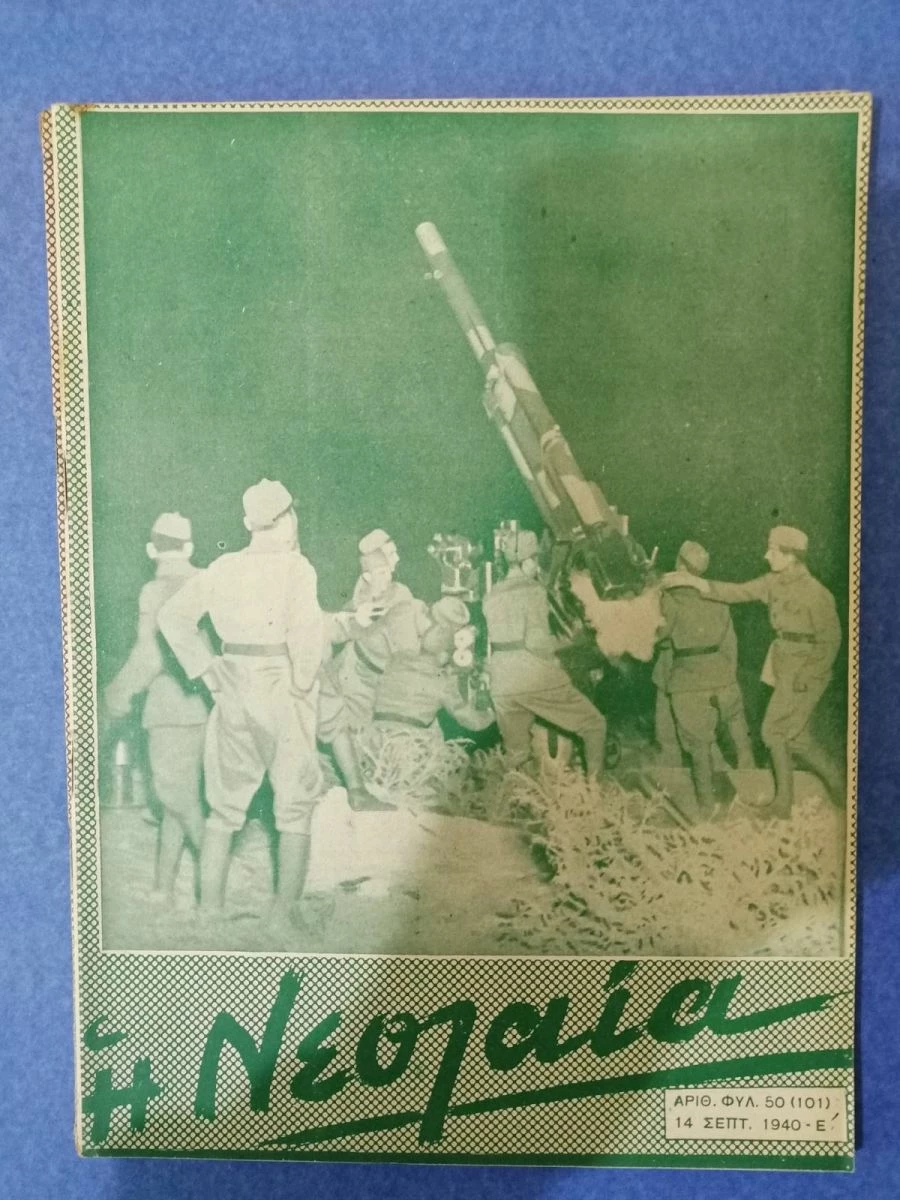 Ἡ Νεολαία
ΑΡΙΘ. ΦΥΛ. 50 (101)
14 ΣΕΠΤ. 1940 - Ε΄